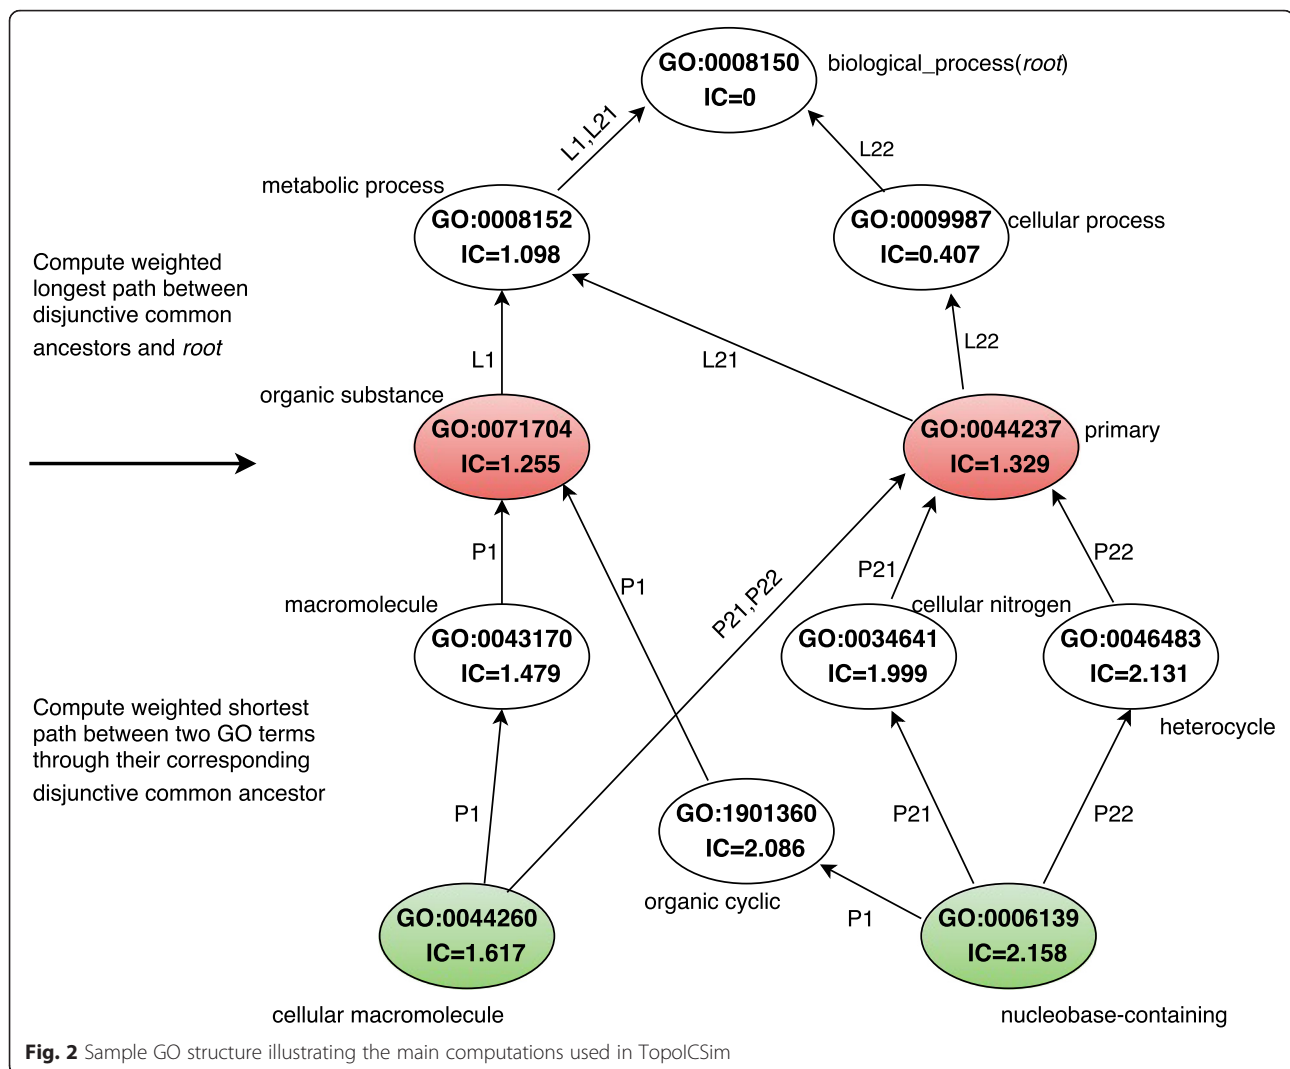 GO:0008150
IC=0
biological_process(root)
L1,L21
L22
metabolic process
GO:0008152
IC=1.098
GO:0009987
IC=0.407
cellular process
Compute weighted
longest path between
disjunctive common
ancestors and root
L1
L21
L22
organic substance
GO:0071704
IC=1.255
GO:0044237
IC=1.329
primary
P1
P1
P21,P22
P21
P22
macromolecule
GO:0043170
IC=1.479
cellular nitrogen
GO:0034641
IC=1.999
GO:0046483
IC=2.131
heterocycle
Compute weighted shortest
path between two GO terms
through their corresponding
disjunctive common ancestor
P1
GO:1901360
IC=2.086
organic cyclic
P21
P22
P1
GO:0044260
IC=1.617
cellular macromolecule
GO:0006139
IC=2.158
nucleobase-containing
Fig. 2 Sample GO structure illustrating the main computations used in TopoICSim